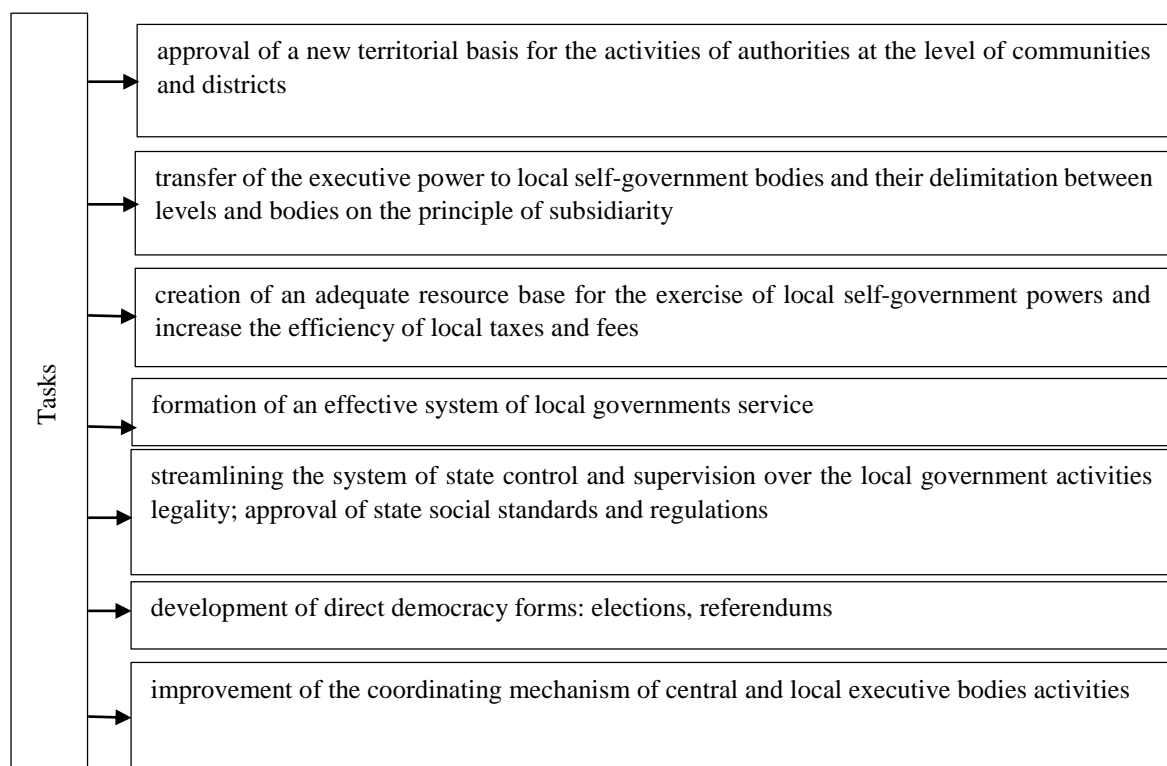 Tasks
approval of a new territorial basis for the activities of authorities at the level of communities
and districts
transfer of the executive power to local self-government bodies and their delimitation between
levels and bodies on the principle of subsidiarity
creation of an adequate resource base for the exercise of local self-government powers and
increase the efficiency of local taxes and fees
formation of an effective system of local governments service
streamlining the system of state control and supervision over the local government activities
legality; approval of state social standards and regulations
development of direct democracy forms: elections, referendums
improvement of the coordinating mechanism of central and local executive bodies activities